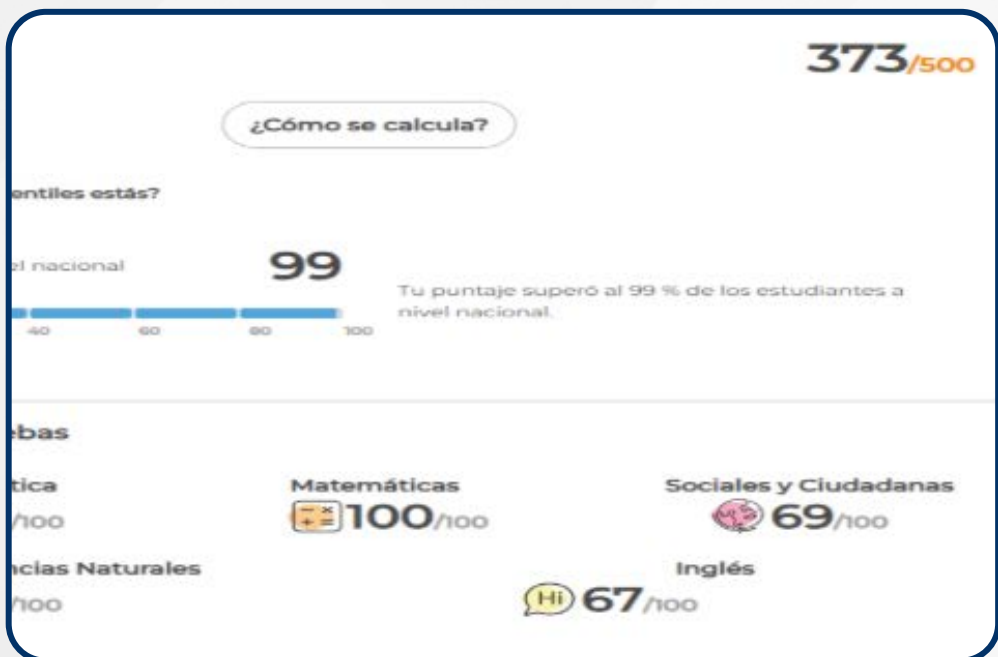 373/500
¿Cómo se calcula?
entiles estás?
el nacional
99
Tu puntaje superó al 99 % de los estudiantes a
nivel nacional.
40 60 80 100
ebas
tica Matemáticas Sociales y Ciudadanas
/100 100/100 69/100
ncias Naturales Inglés
/100 Hi 67/100